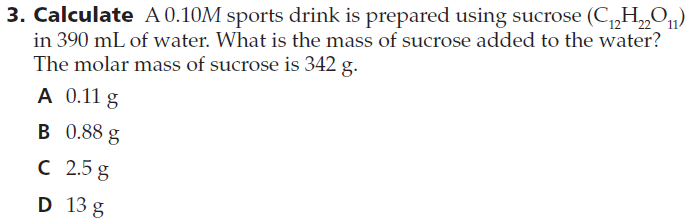 3. Calculate A 0.10M sports drink is prepared using sucrose (C₁₂H₂₂O₁₁)
in 390 mL of water. What is the mass of sucrose added to the water?
The molar mass of sucrose is 342 g.
A 0.11 g
B 0.88 g
C 2.5 g
D 13 g